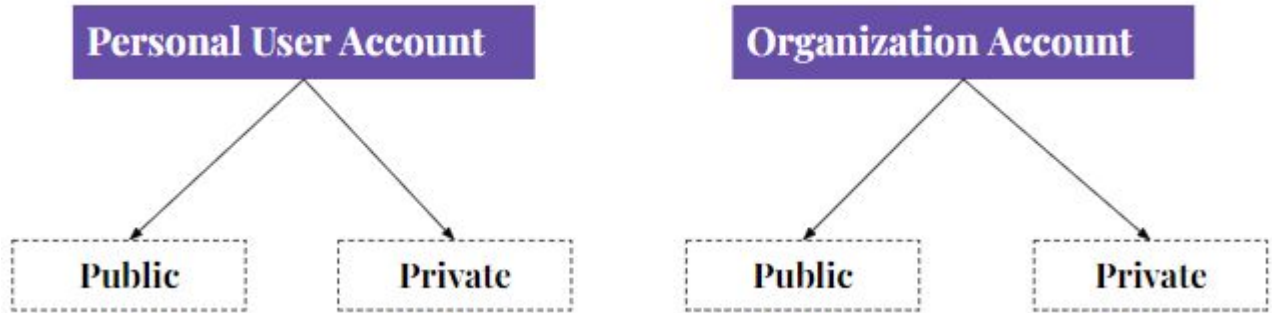 Personal User Account
Organization Account
Public
Private
Public
Private